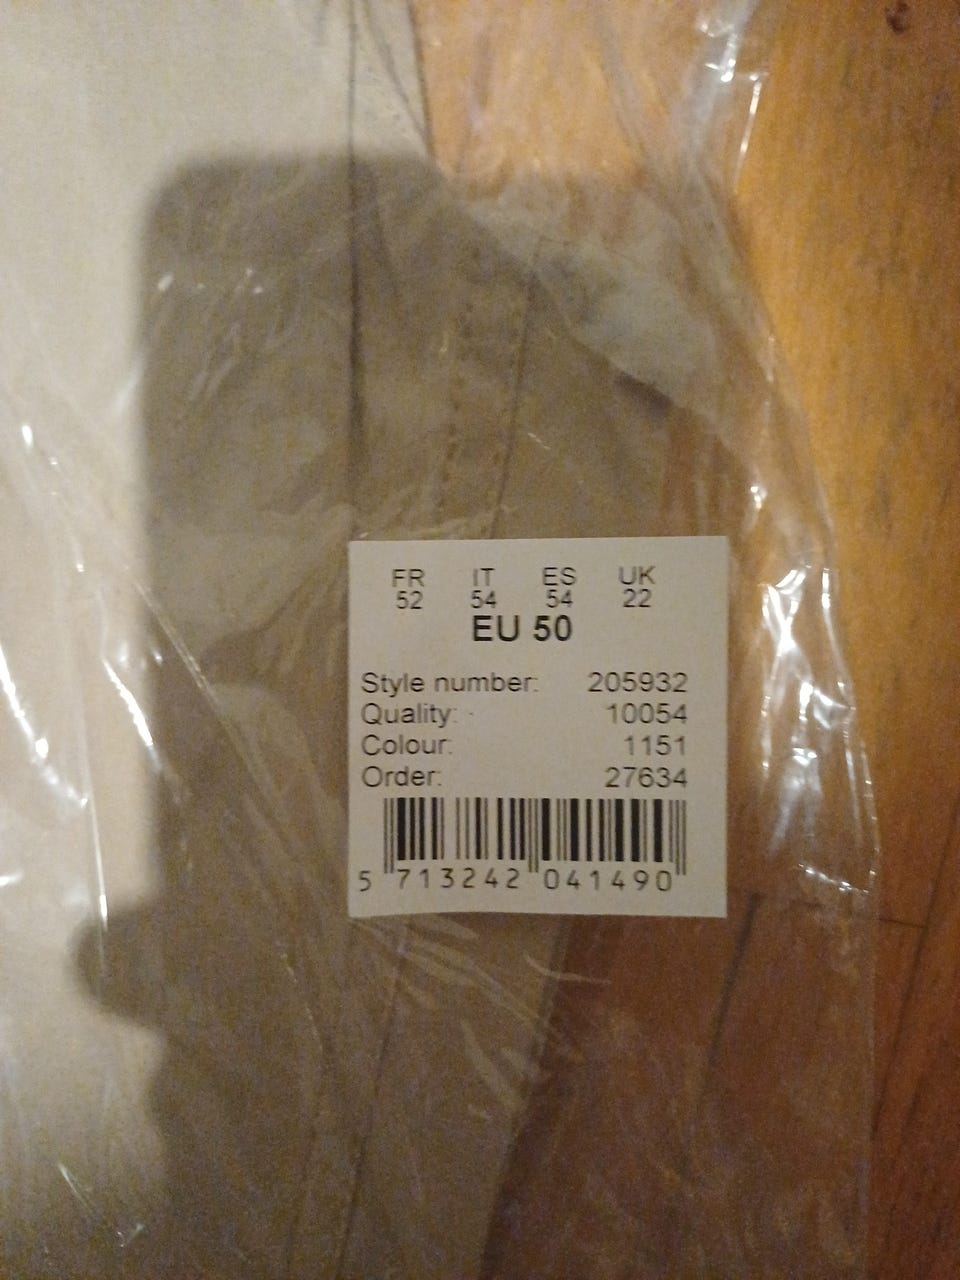 FR IT ES UK
52 54 54 22
EU 50
Style number: 205932
Quality: 10054
Colour: 1151
Order: 27634
5 713242 041490